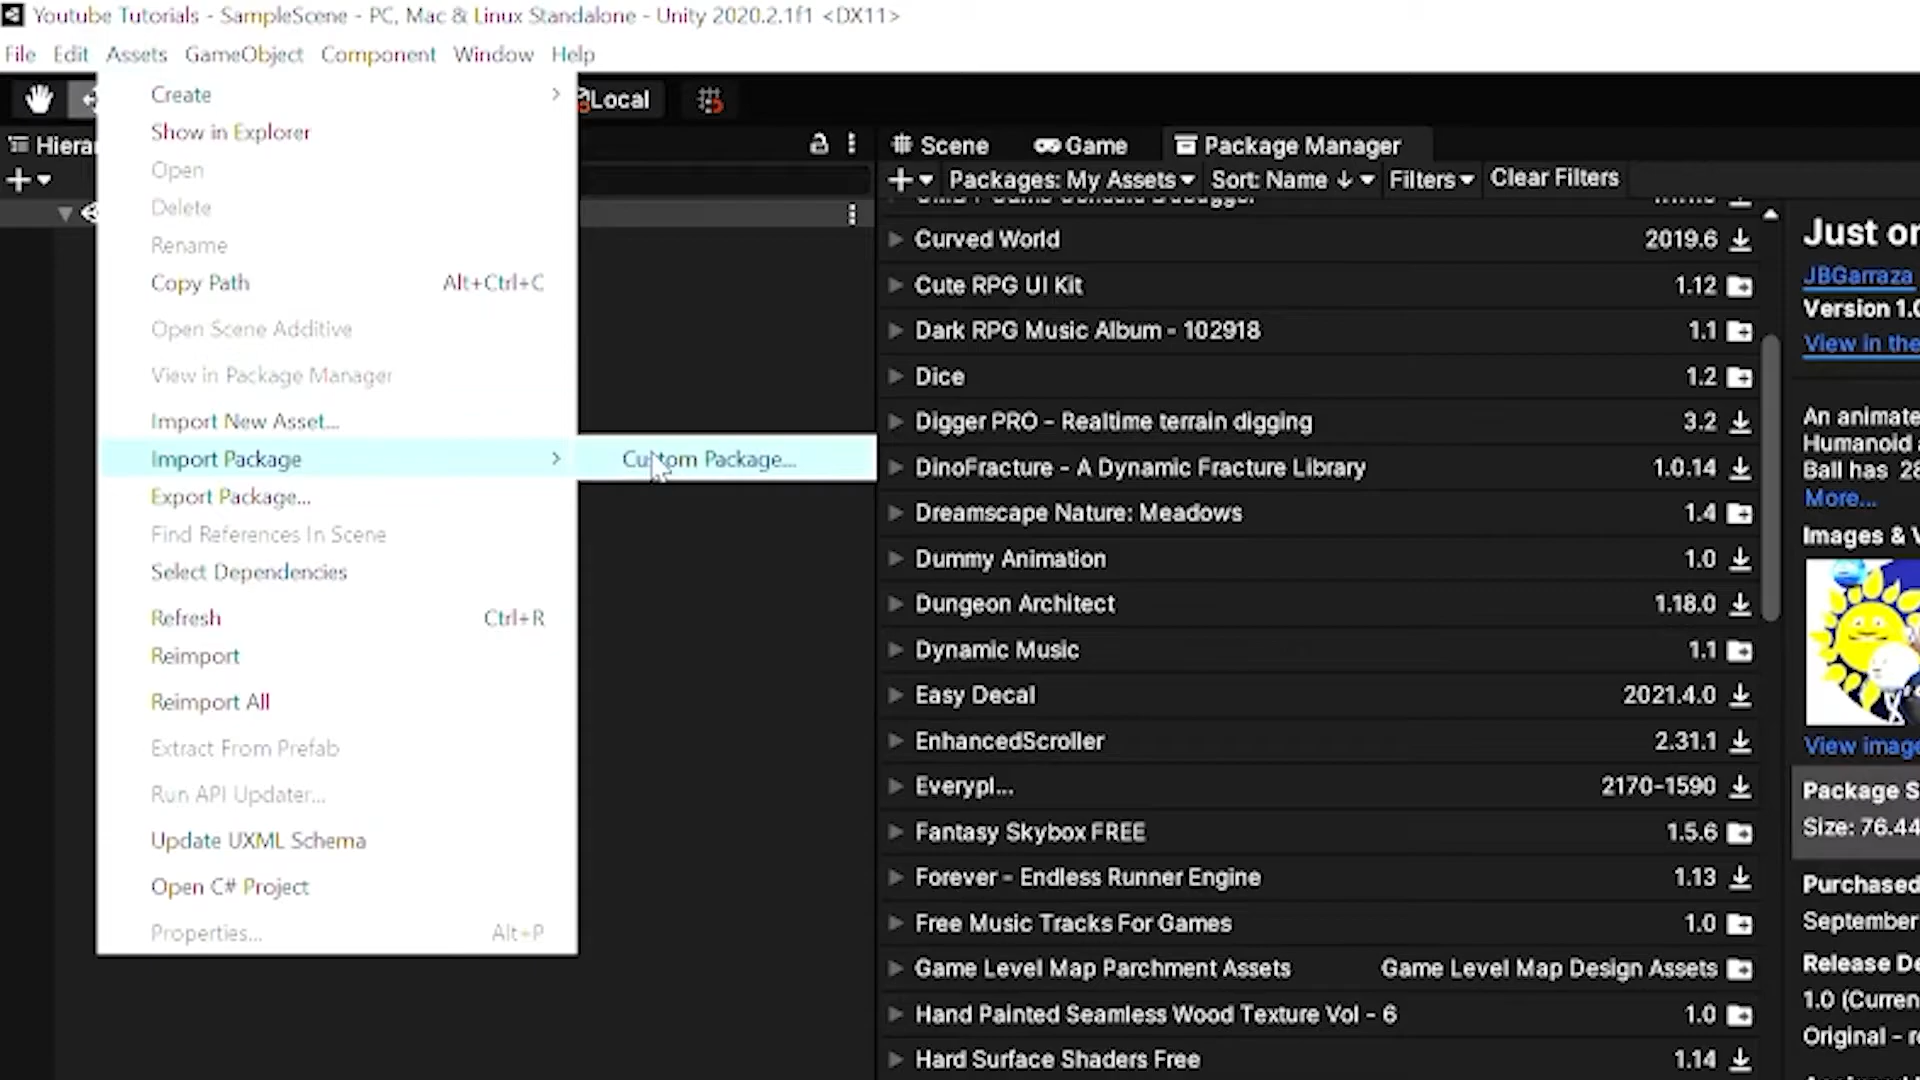 Youtube Tutorials - SampleScene - PC, Mac & Linux Standalone - Unity 2020.2.1f1 <DX11>
File Edit Assets GameObject Component Window Help
Local
Create
Show in Explorer
Open
Delete
Rename
Copy Path Alt+Ctrl+C
Open Scene Additive
View in Package Manager
Import New Asset...
Import Package
Custom Package...
Export Package...
Find References In Scene
Select Dependencies
Refresh Ctrl+R
Reimport
Reimport All
Extract From Prefab
Run API Updater...
Update UXML Schema
Open C# Project
Properties... Alt+P
Hierar
Scene Game Package Manager
Packages: My Assets Sort: Name ↓ Filters Clear Filters
Curved World 2019.6
Cute RPG UI Kit 1.12
Dark RPG Music Album - 102918 1.1
Dice 1.2
Digger PRO - Realtime terrain digging 3.2
DinoFracture - A Dynamic Fracture Library 1.0.14
Dreamscape Nature: Meadows 1.4
Dummy Animation 1.0
Dungeon Architect 1.18.0
Dynamic Music 1.1
Easy Decal 2021.4.0
EnhancedScroller 2.31.1
Everypl... 2170-1590
Fantasy Skybox FREE 1.5.6
Forever - Endless Runner Engine 1.13
Free Music Tracks For Games 1.0
Game Level Map Parchment Assets Game Level Map Design Assets
Hand Painted Seamless Wood Texture Vol - 6 1.0
Hard Surface Shaders Free 1.14
Just or
JBGarraza
Version 1.0
View in the
An animate
Humanoid
Ball has 28
More...
Images & V
View image
Package S
Size: 76.44
Purchased
September
Release De
1.0 (Curren
Original - r